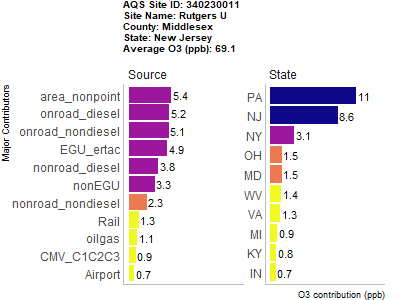 AQS Site ID: 340230011
Site Name: Rutgers U
County: Middlesex
State: New Jersey
Average O3 (ppb): 69.1
Major Contributors
Source
area_nonpoint 5.4
onroad_diesel 5.2
onroad_nondiesel 5.1
EGU_ertac 4.9
nonroad_diesel 3.8
nonEGU 3.3
nonroad_nondiesel 2.3
Rail 1.3
oilgas 1.1
CMV_C1C2C3 0.9
Airport 0.7
State
PA 11
NJ 8.6
NY 3.1
OH 1.5
MD 1.5
WV 1.4
VA 1.3
MI 0.9
KY 0.8
IN 0.7
O3 contribution (ppb)